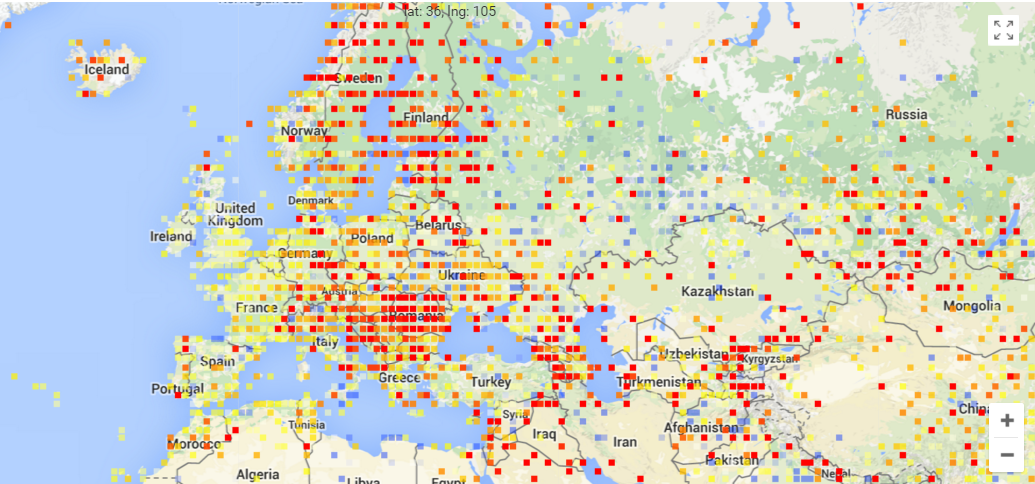 Norwegian Sea
lat: 36, lng: 105
Iceland
Sweden
Finland
Russia
Norway
United
Kingdom
Denmark
Ireland
Belarus
Poland
Germany
Ukraine
Austria
Kazakhstan
France
Romania
Mongolia
Italy
Spain
Uzbekistan
Kyrgyzstan
Portugal
Greece
Turkey
Turkmenistan
Syria
China
Tunisia
Afghanistan
Morocco
Iraq
Iran
Pakistan
Algeria
Libya
Egypt
Nepal